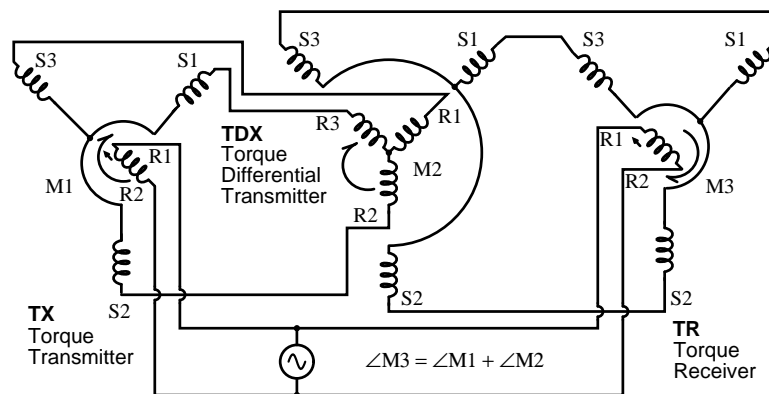 S3
S1
S3
S1
S3
S1
R3
R1
TDX
Torque
Differential
Transmitter
M2
R2
R1
R2
M1
R1
R2
M3
S2
S2
S2
TX
Torque
Transmitter
∠M3 = ∠M1 + ∠M2
TR
Torque
Receiver